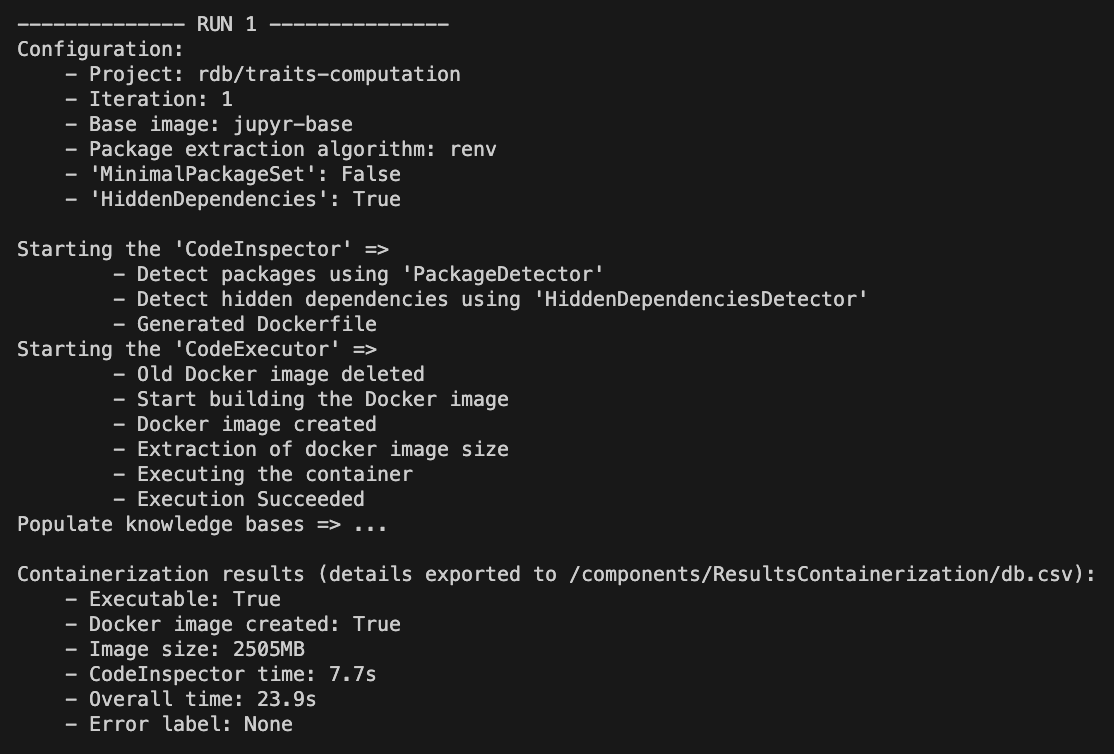 -------------- RUN 1 ---------------
Configuration:
    - Project: rdb/traits-computation
    - Iteration: 1
    - Base image: jupyr-base
    - Package extraction algorithm: renv
    - 'MinimalPackageSet': False
    - 'HiddenDependencies': True

Starting the 'CodeInspector' =>
        - Detect packages using 'PackageDetector'
        - Detect hidden dependencies using 'HiddenDependenciesDetector'
        - Generated Dockerfile
Starting the 'CodeExecutor' =>
        - Old Docker image deleted
        - Start building the Docker image
        - Docker image created
        - Extraction of docker image size
        - Executing the container
        - Execution Succeeded
Populate knowledge bases => ...

Containerization results (details exported to /components/ResultsContainerization/db.csv):
    - Executable: True
    - Docker image created: True
    - Image size: 2505MB
    - CodeInspector time: 7.7s
    - Overall time: 23.9s
    - Error label: None